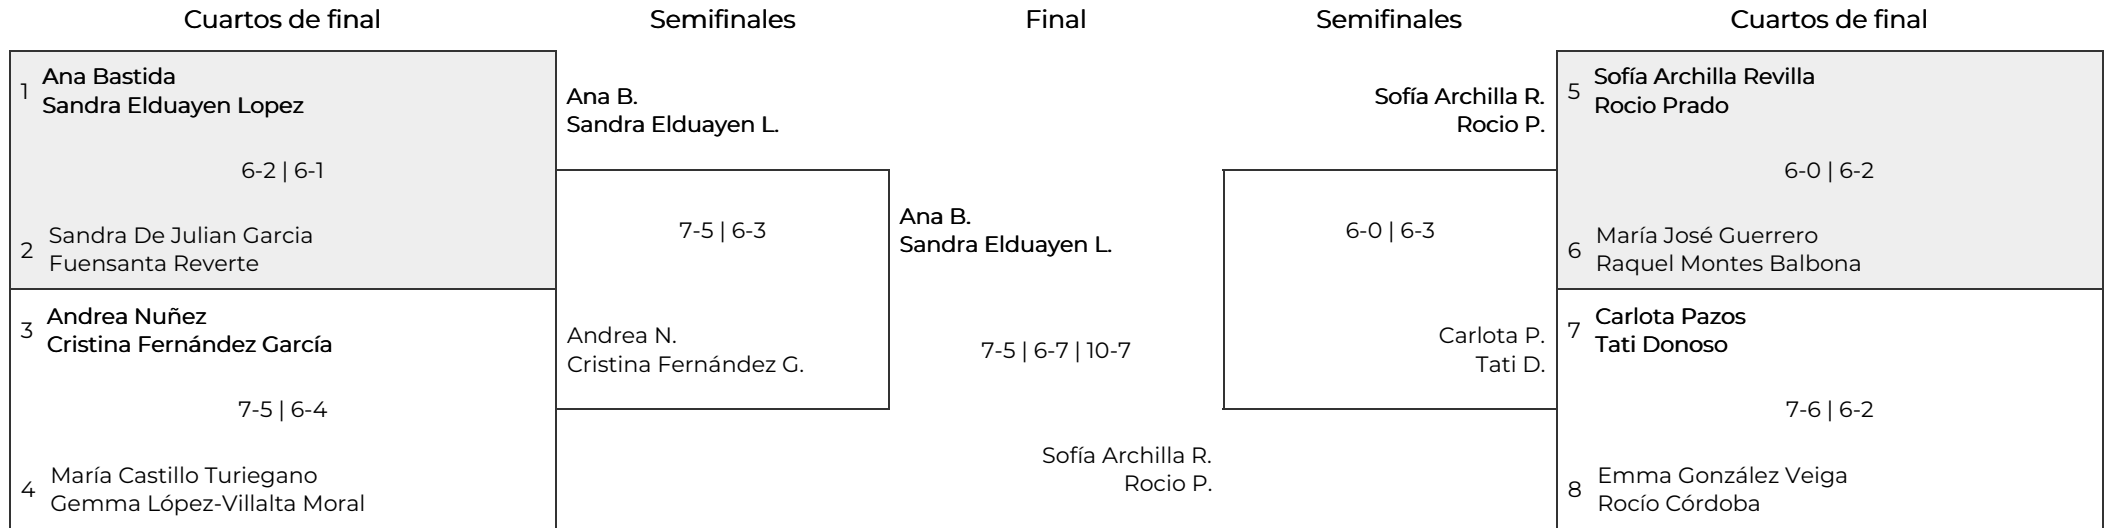 Cuartos de final
Semifinales
Final
Semifinales
Cuartos de final
1
Ana Bastida
Sandra Elduayen Lopez
6-2 | 6-1
2
Sandra De Julian Garcia
Fuensanta Reverte
3
Andrea Nuñez
Cristina Fernández García
7-5 | 6-4
4
María Castillo Turiegano
Gemma López-Villalta Moral
Ana B.
Sandra Elduayen L.
7-5 | 6-3
Andrea N.
Cristina Fernández G.
Ana B.
Sandra Elduayen L.
7-5 | 6-7 | 10-7
Sofía Archilla R.
Rocio P.
Sofía Archilla R.
Rocio P.
6-0 | 6-3
Carlota P.
Tati D.
5
Sofía Archilla Revilla
Rocio Prado
6-0 | 6-2
6
María José Guerrero
Raquel Montes Balbona
7
Carlota Pazos
Tati Donoso
7-6 | 6-2
8
Emma González Veiga
Rocío Córdoba